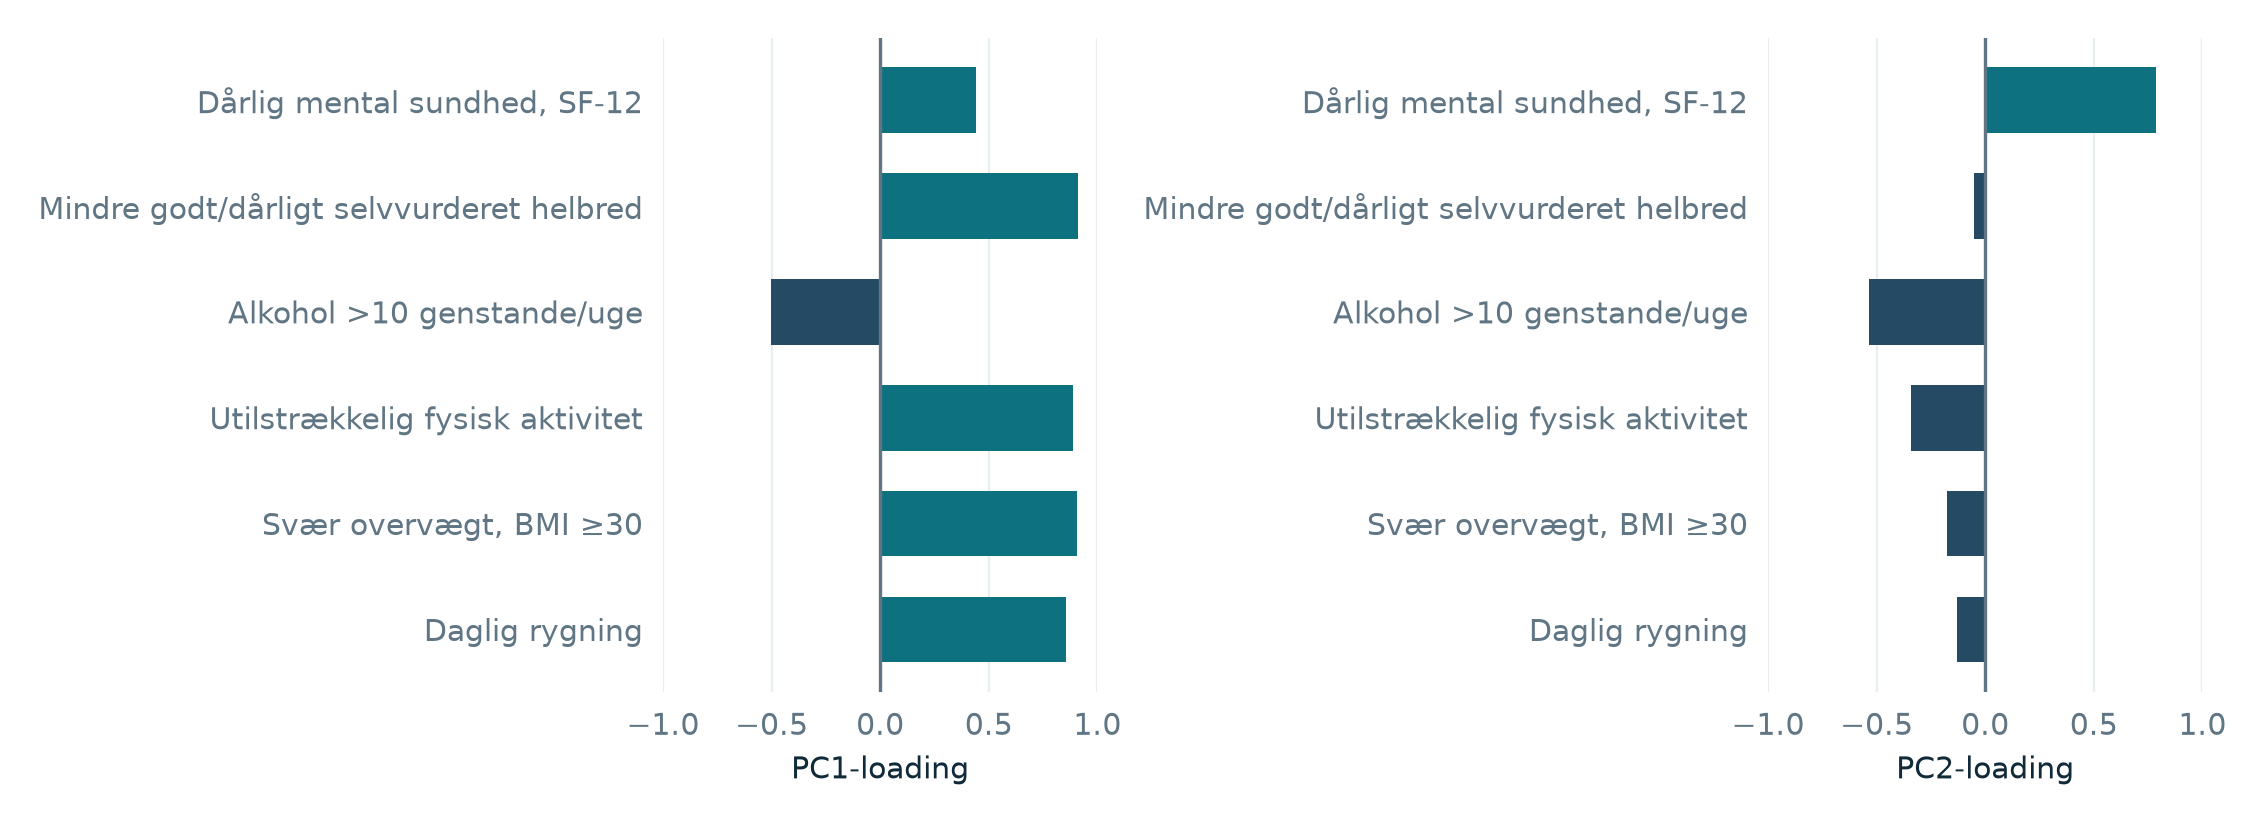 Dårlig mental sundhed, SF-12
Mindre godt/dårligt selvvurderet helbred
Alkohol >10 genstande/uge
Utilstrækkelig fysisk aktivitet
Svær overvægt, BMI ≥30
Daglig rygning
−1.0 −0.5 0.0 0.5 1.0
PC1-loading
Dårlig mental sundhed, SF-12
Mindre godt/dårligt selvvurderet helbred
Alkohol >10 genstande/uge
Utilstrækkelig fysisk aktivitet
Svær overvægt, BMI ≥30
Daglig rygning
−1.0 −0.5 0.0 0.5 1.0
PC2-loading